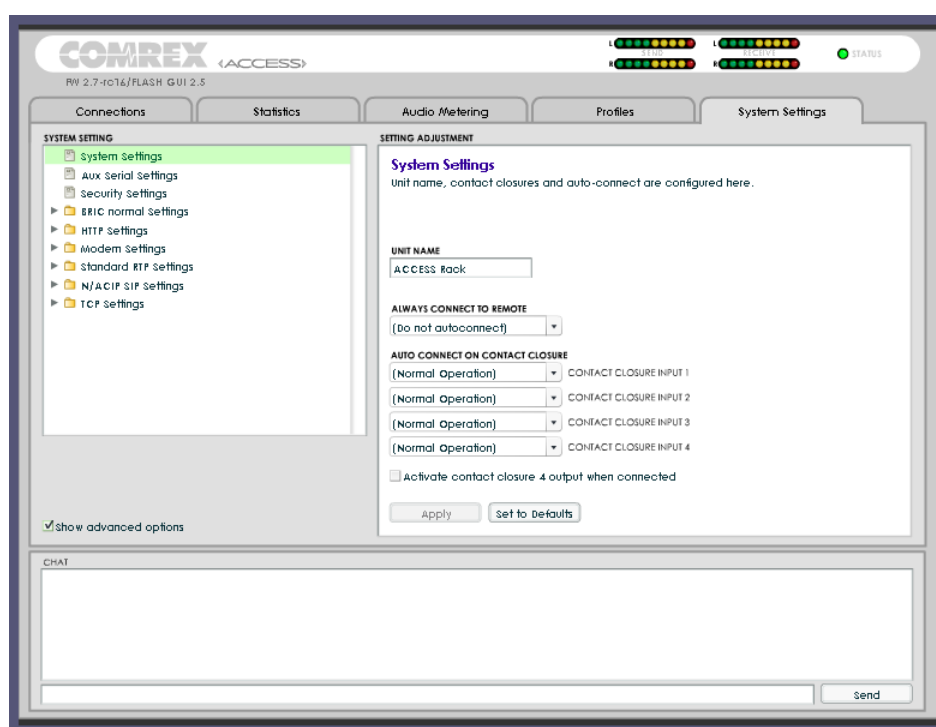 COMREX <ACCESS>
FW 2.7-rc16/FLASH GUI 2.5
L SEND R
L RECEIVE R
STATUS
Connections
Statistics
Audio Metering
Profiles
System Settings
SYSTEM SETTING
System Settings
Aux Serial Settings
Security Settings
BRIC normal Settings
HTTP Settings
Modem Settings
Standard RTP Settings
N/ACIP SIP Settings
TCP Settings
Show advanced options
SETTING ADJUSTMENT
System Settings
Unit name, contact closures and auto-connect are configured here.
UNIT NAME
ACCESS Rack
ALWAYS CONNECT TO REMOTE
(Do not autoconnect)
AUTO CONNECT ON CONTACT CLOSURE
(Normal Operation) CONTACT CLOSURE INPUT 1
(Normal Operation) CONTACT CLOSURE INPUT 2
(Normal Operation) CONTACT CLOSURE INPUT 3
(Normal Operation) CONTACT CLOSURE INPUT 4
Activate contact closure 4 output when connected
Apply
Set to Defaults
CHAT
Send